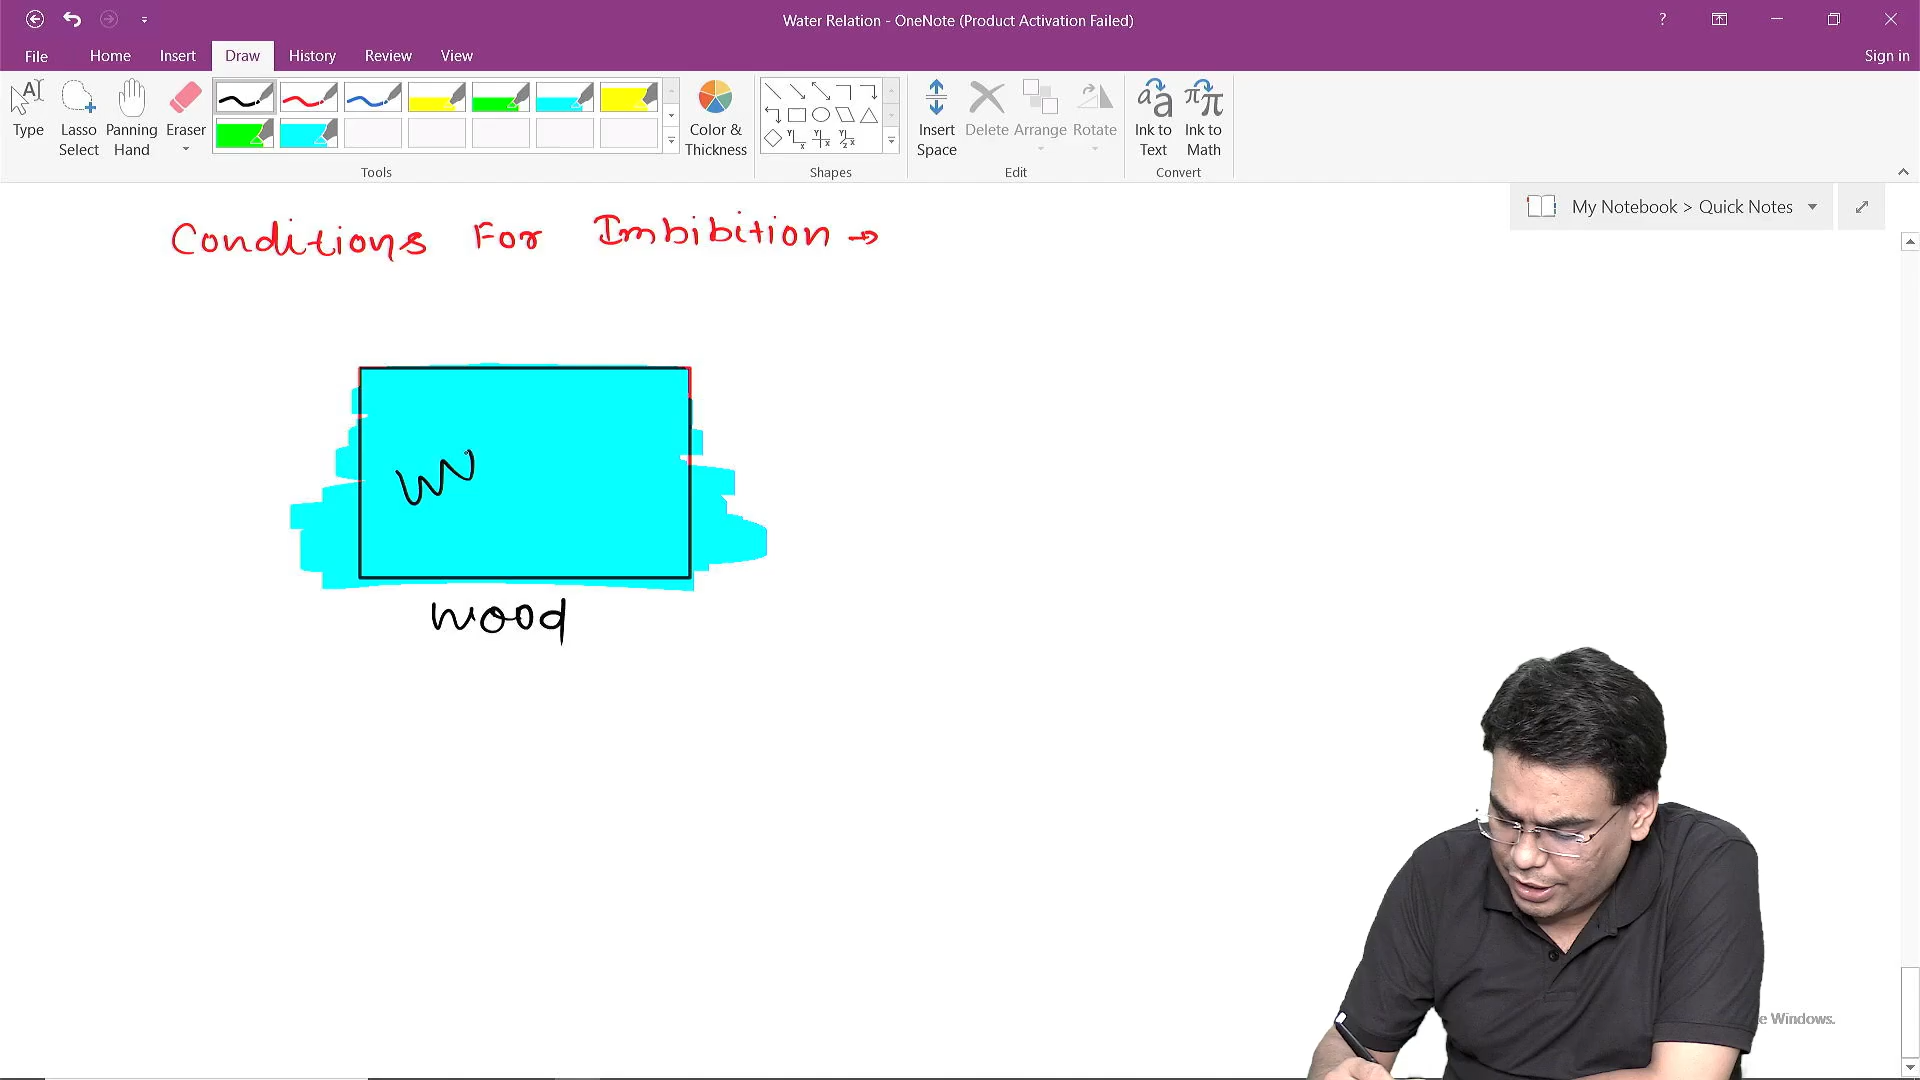 Water Relation - OneNote (Product Activation Failed)
?
File Home Insert Draw History Review View Sign in
Type
Lasso Select
Panning Hand
Eraser
Color & Thickness
Insert Space
Delete
Arrange
Rotate
Ink to Text
Ink to Math
Tools Shapes Edit Convert
My Notebook > Quick Notes
Conditions For Imbibition →
wood
e Windows.